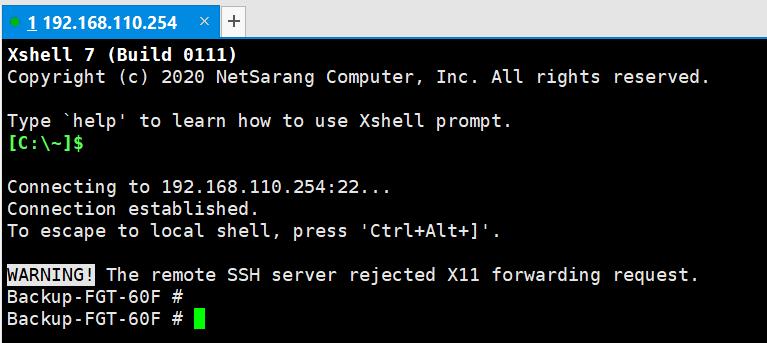 1 192.168.110.254 × +
Xshell 7 (Build 0111)
Copyright (c) 2020 NetSarang Computer, Inc. All rights reserved.
Type `help' to learn how to use Xshell prompt.
[C:\~]$
Connecting to 192.168.110.254:22...
Connection established.
To escape to local shell, press 'Ctrl+Alt+]'.
WARNING! The remote SSH server rejected X11 forwarding request.
Backup-FGT-60F #
Backup-FGT-60F #